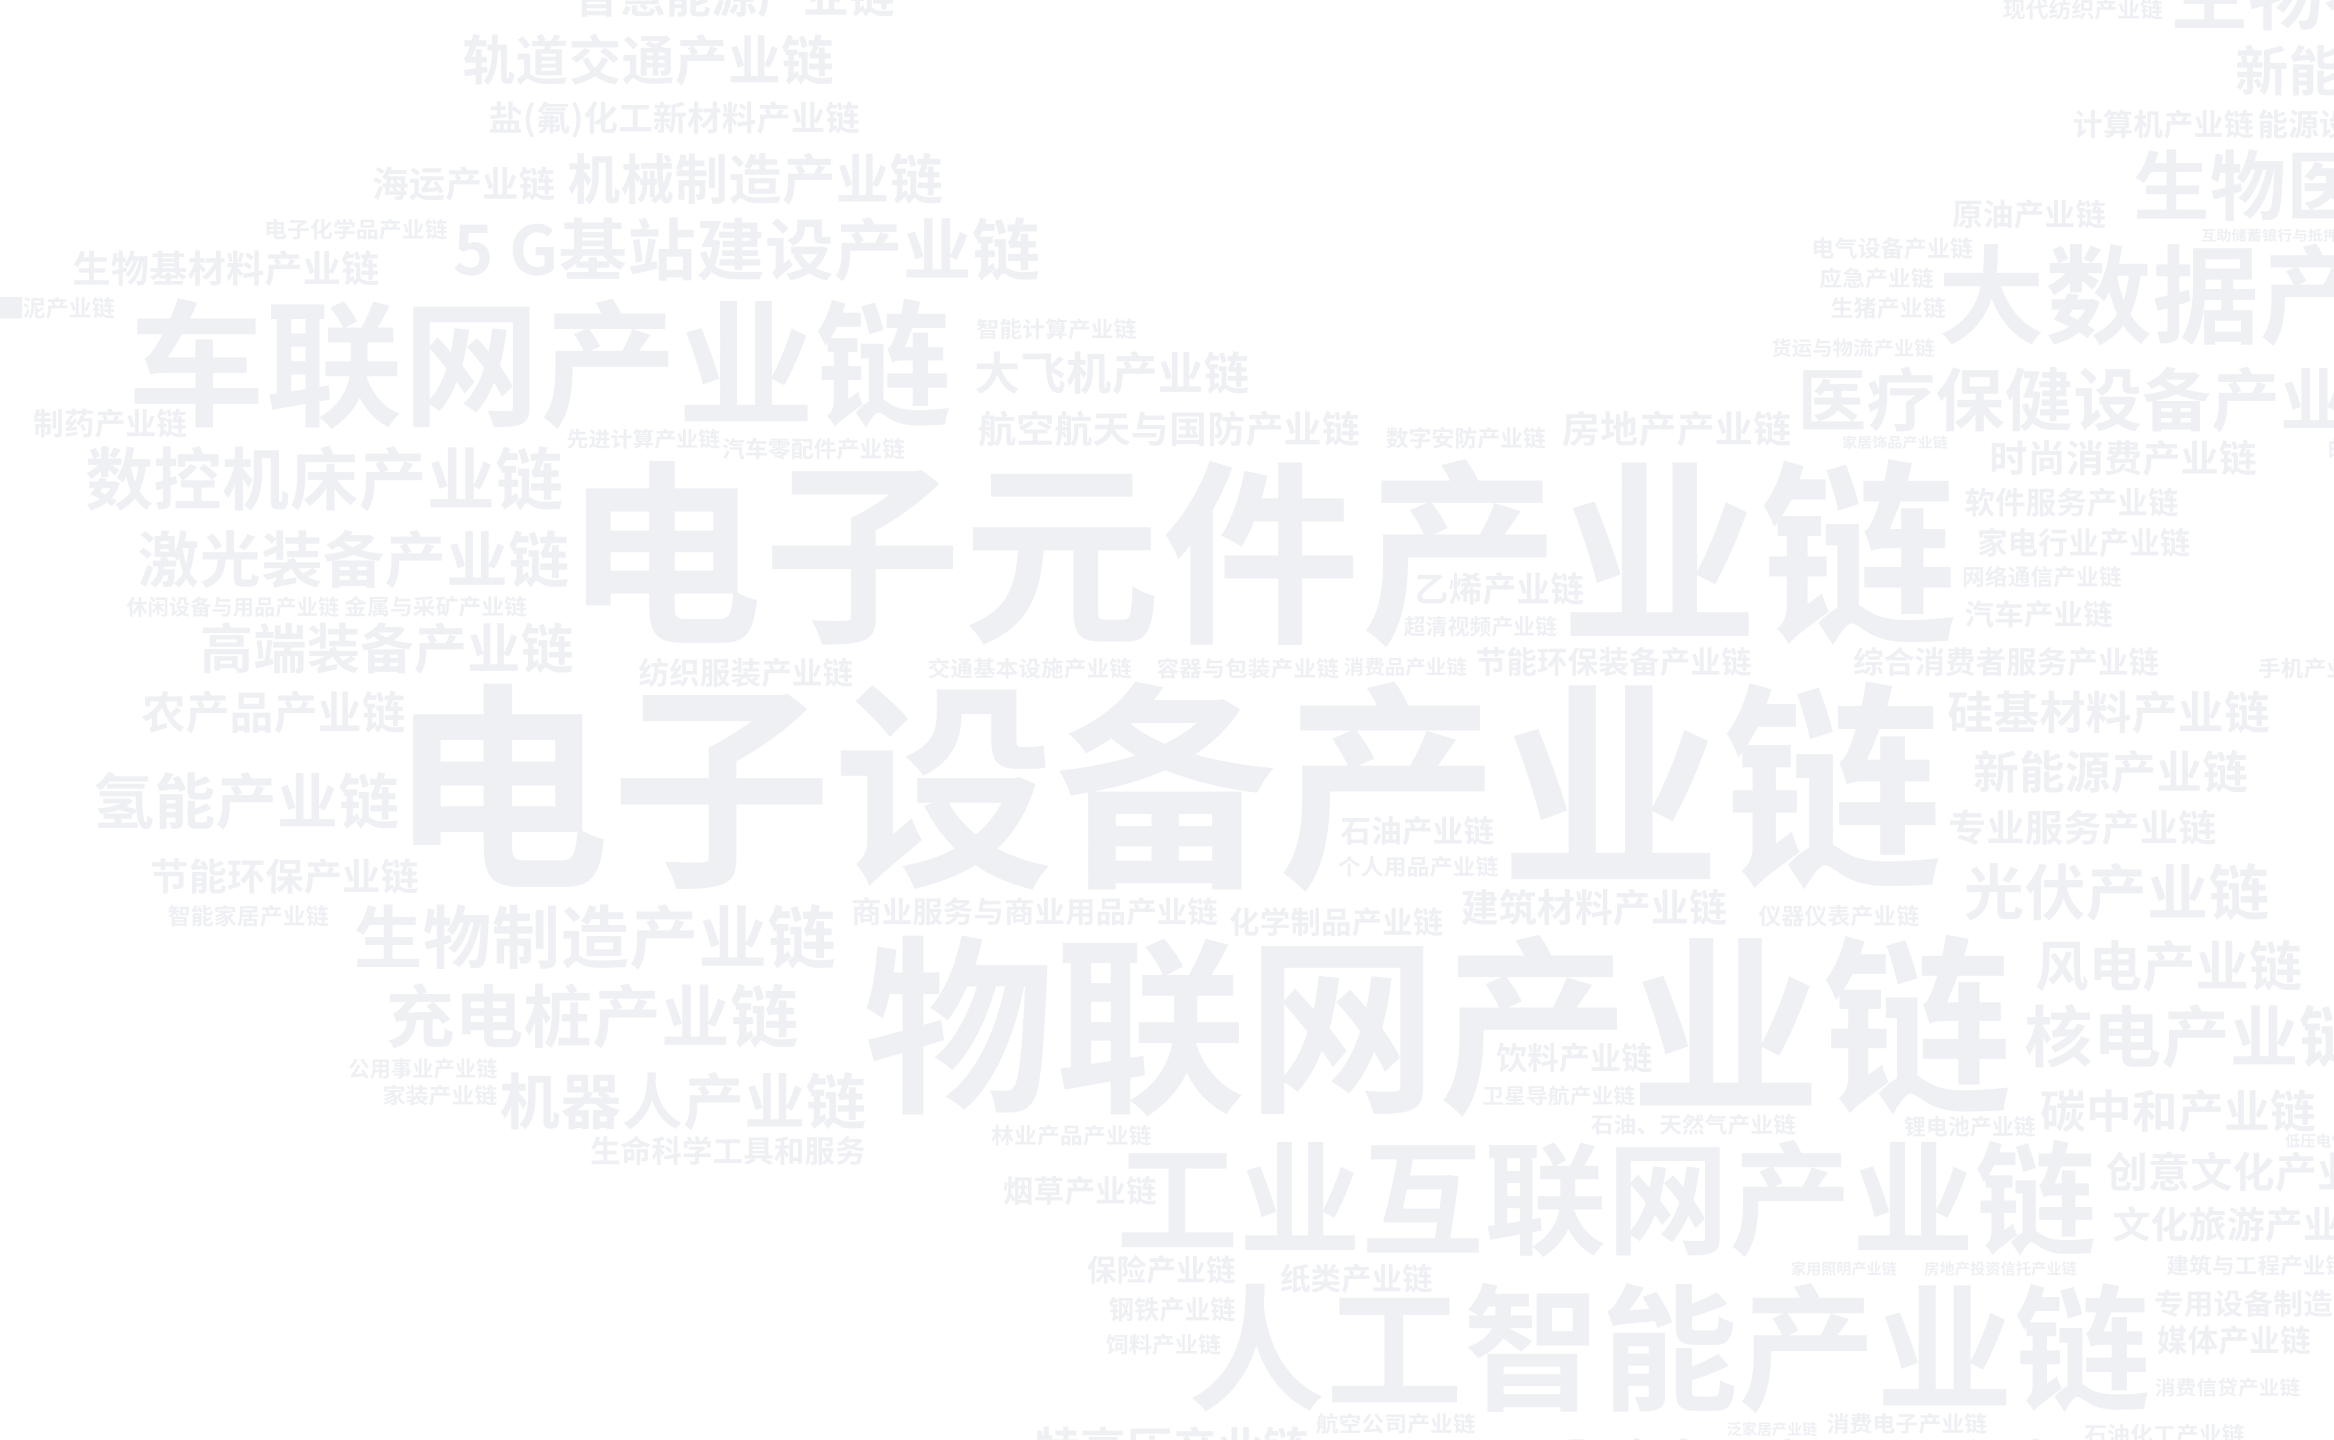 轨道交通产业链
盐(氟)化工新材料产业链
海运产业链
机械制造产业链
电子化学品产业链
5 G基站建设产业链
生物基材料产业链
泥产业链
车联网产业链
智能计算产业链
大飞机产业链
制药产业链
航空航天与国防产业链
先进计算产业链
汽车零配件产业链
数字安防产业链
房地产产业链
数控机床产业链
现代纺织产业链
新能
计算机产业链
能源设
生物医
原油产业链
互助储蓄银行与抵押
电气设备产业链
应急产业链
生猪产业链
大数据产
货运与物流产业链
医疗保健设备产业
家居饰品产业链
时尚消费产业链
电子元件产业链
软件服务产业链
家电行业产业链
激光装备产业链
乙烯产业链
网络通信产业链
休闲设备与用品产业链
金属与采矿产业链
超清视频产业链
汽车产业链
高端装备产业链
纺织服装产业链
交通基本设施产业链
容器与包装产业链
消费品产业链
节能环保装备产业链
综合消费者服务产业链
手机产业
农产品产业链
电子设备产业链
硅基材料产业链
新能源产业链
氢能产业链
石油产业链
专业服务产业链
个人用品产业链
节能环保产业链
光伏产业链
智能家居产业链
生物制造产业链
商业服务与商业用品产业链
化学制品产业链
建筑材料产业链
仪器仪表产业链
物联网产业链
风电产业链
充电桩产业链
核电产业链
饮料产业链
公用事业产业链
家装产业链
机器人产业链
卫星导航产业链
石油、天然气产业链
锂电池产业链
碳中和产业链
林业产品产业链
生命科学工具和服务
低压电
烟草产业链
工业互联网产业链
创意文化产业
文化旅游产业
保险产业链
纸类产业链
家用照明产业链
房地产投资信托产业链
建筑与工程产业链
钢铁产业链
饲料产业链
人工智能产业链
专用设备制造
媒体产业链
消费信贷产业链
航空公司产业链
泛家居产业链
消费电子产业链
石油化工产业链